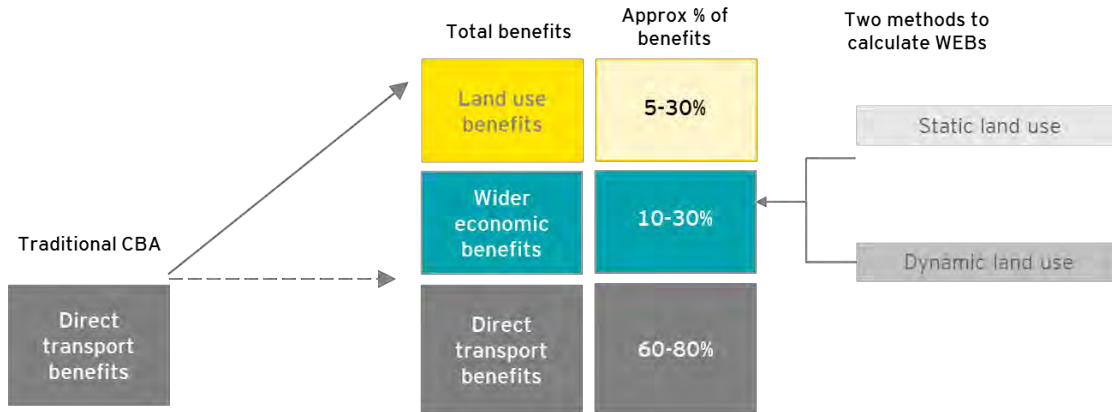 Total benefits
Approx % of
benefits
Two methods to
calculate WEBs
Land use
benefits
5-30%
Static land use
Wider
economic
benefits
10-30%
Traditional CBA
Dynamic land use
Direct
transport
benefits
Direct
transport
benefits
60-80%